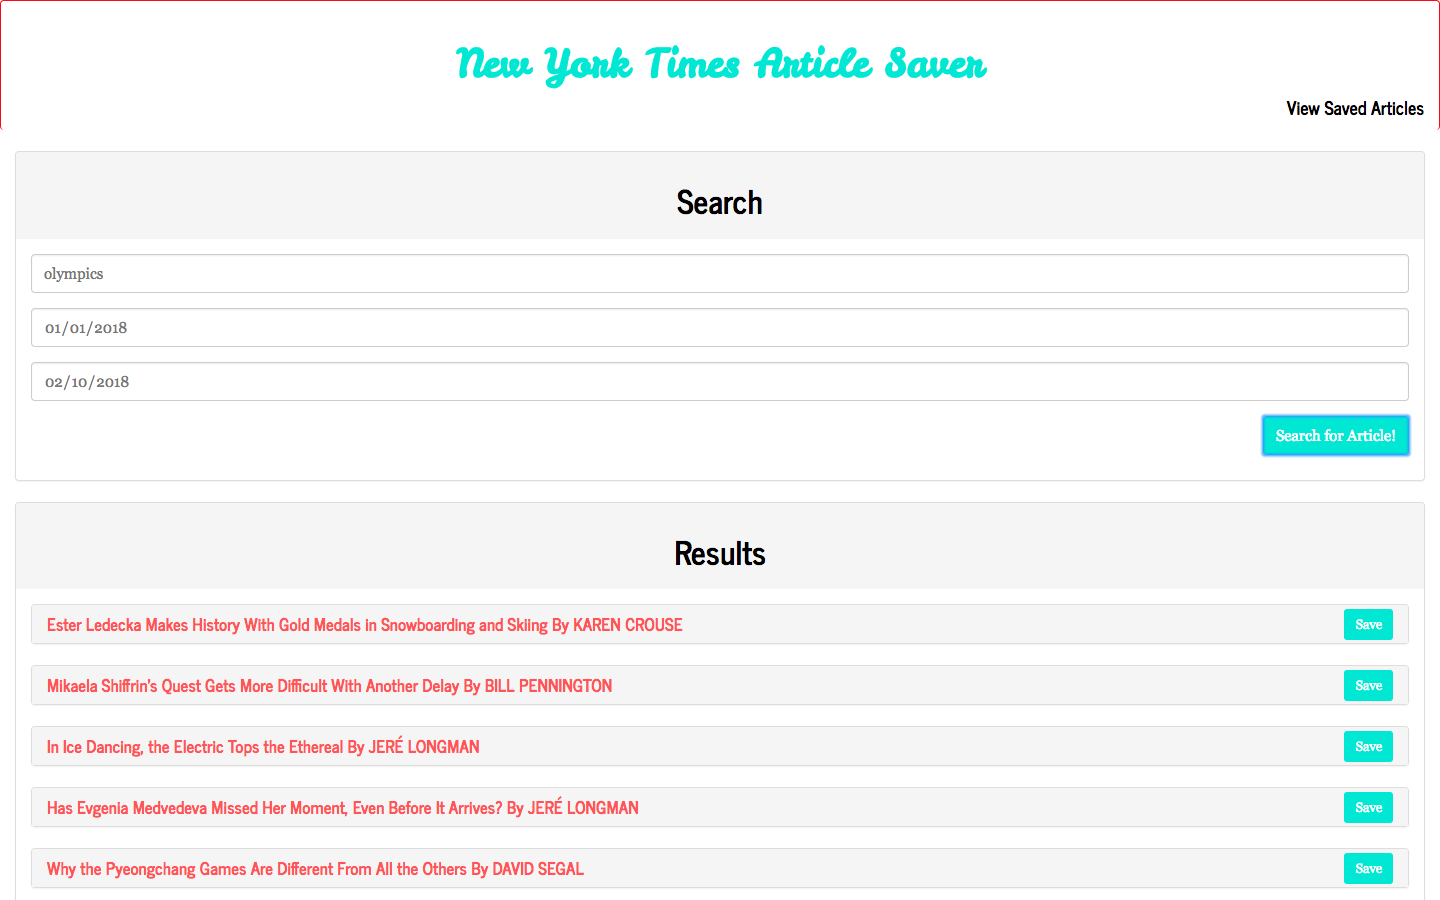 New York Times Article Saver
View Saved Articles
Search
olympics
01/01/2018
02/10/2018
Search for Article!
Results
Ester Ledecka Makes History With Gold Medals in Snowboarding and Skiing By KAREN CROUSE
Save
Mikaela Shiffrin's Quest Gets More Difficult With Another Delay By BILL PENNINGTON
Save
In Ice Dancing, the Electric Tops the Ethereal By JERÉ LONGMAN
Save
Has Evgenia Medvedeva Missed Her Moment, Even Before It Arrives? By JERÉ LONGMAN
Save
Why the Pyeongchang Games Are Different From All the Others By DAVID SEGAL
Save